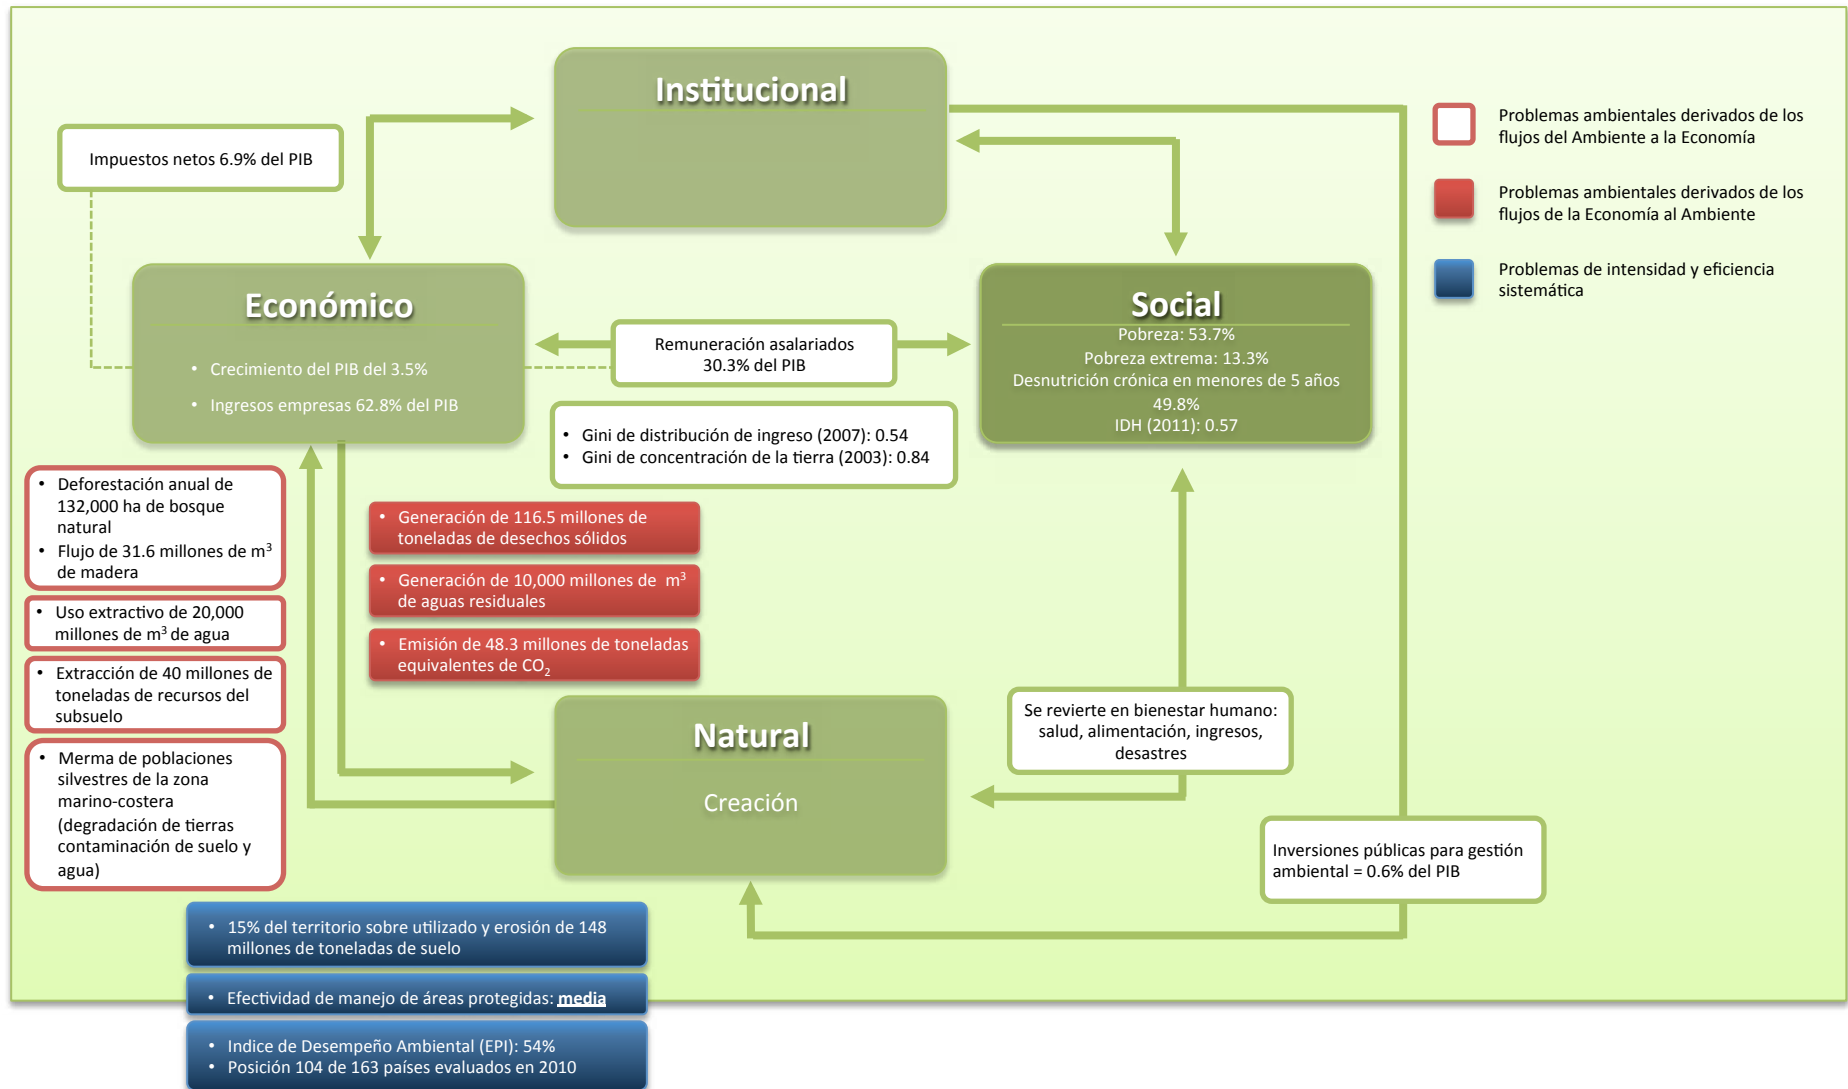 Institucional
Impuestos netos 6.9% del PIB
Problemas ambientales derivados de los
flujos del Ambiente a la Economía
Problemas ambientales derivados de los
flujos de la Economía al Ambiente
Problemas de intensidad y eficiencia
sistemática
Económico
• Crecimiento del PIB del 3.5%
• Ingresos empresas 62.8% del PIB
Remuneración asalariados
30.3% del PIB
Social
Pobreza: 53.7%
Pobreza extrema: 13.3%
Desnutrición crónica en menores de 5 años
49.8%
IDH (2011): 0.57
• Gini de distribución de ingreso (2007): 0.54
• Gini de concentración de la tierra (2003): 0.84
• Deforestación anual de
132,000 ha de bosque
natural
• Flujo de 31.6 millones de m³
de madera
• Uso extractivo de 20,000
millones de m³ de agua
• Extracción de 40 millones de
toneladas de recursos del
subsuelo
• Merma de poblaciones
silvestres de la zona
marino-costera
(degradación de tierras
contaminación de suelo y
agua)
• Generación de 116.5 millones de
toneladas de desechos sólidos
• Generación de 10,000 millones de m³
de aguas residuales
• Emisión de 48.3 millones de toneladas
equivalentes de CO₂
Natural
Creación
Se revierte en bienestar humano:
salud, alimentación, ingresos,
desastres
Inversiones públicas para gestión
ambiental = 0.6% del PIB
• 15% del territorio sobre utilizado y erosión de 148
millones de toneladas de suelo
• Efectividad de manejo de áreas protegidas: media
• Indice de Desempeño Ambiental (EPI): 54%
• Posición 104 de 163 países evaluados en 2010